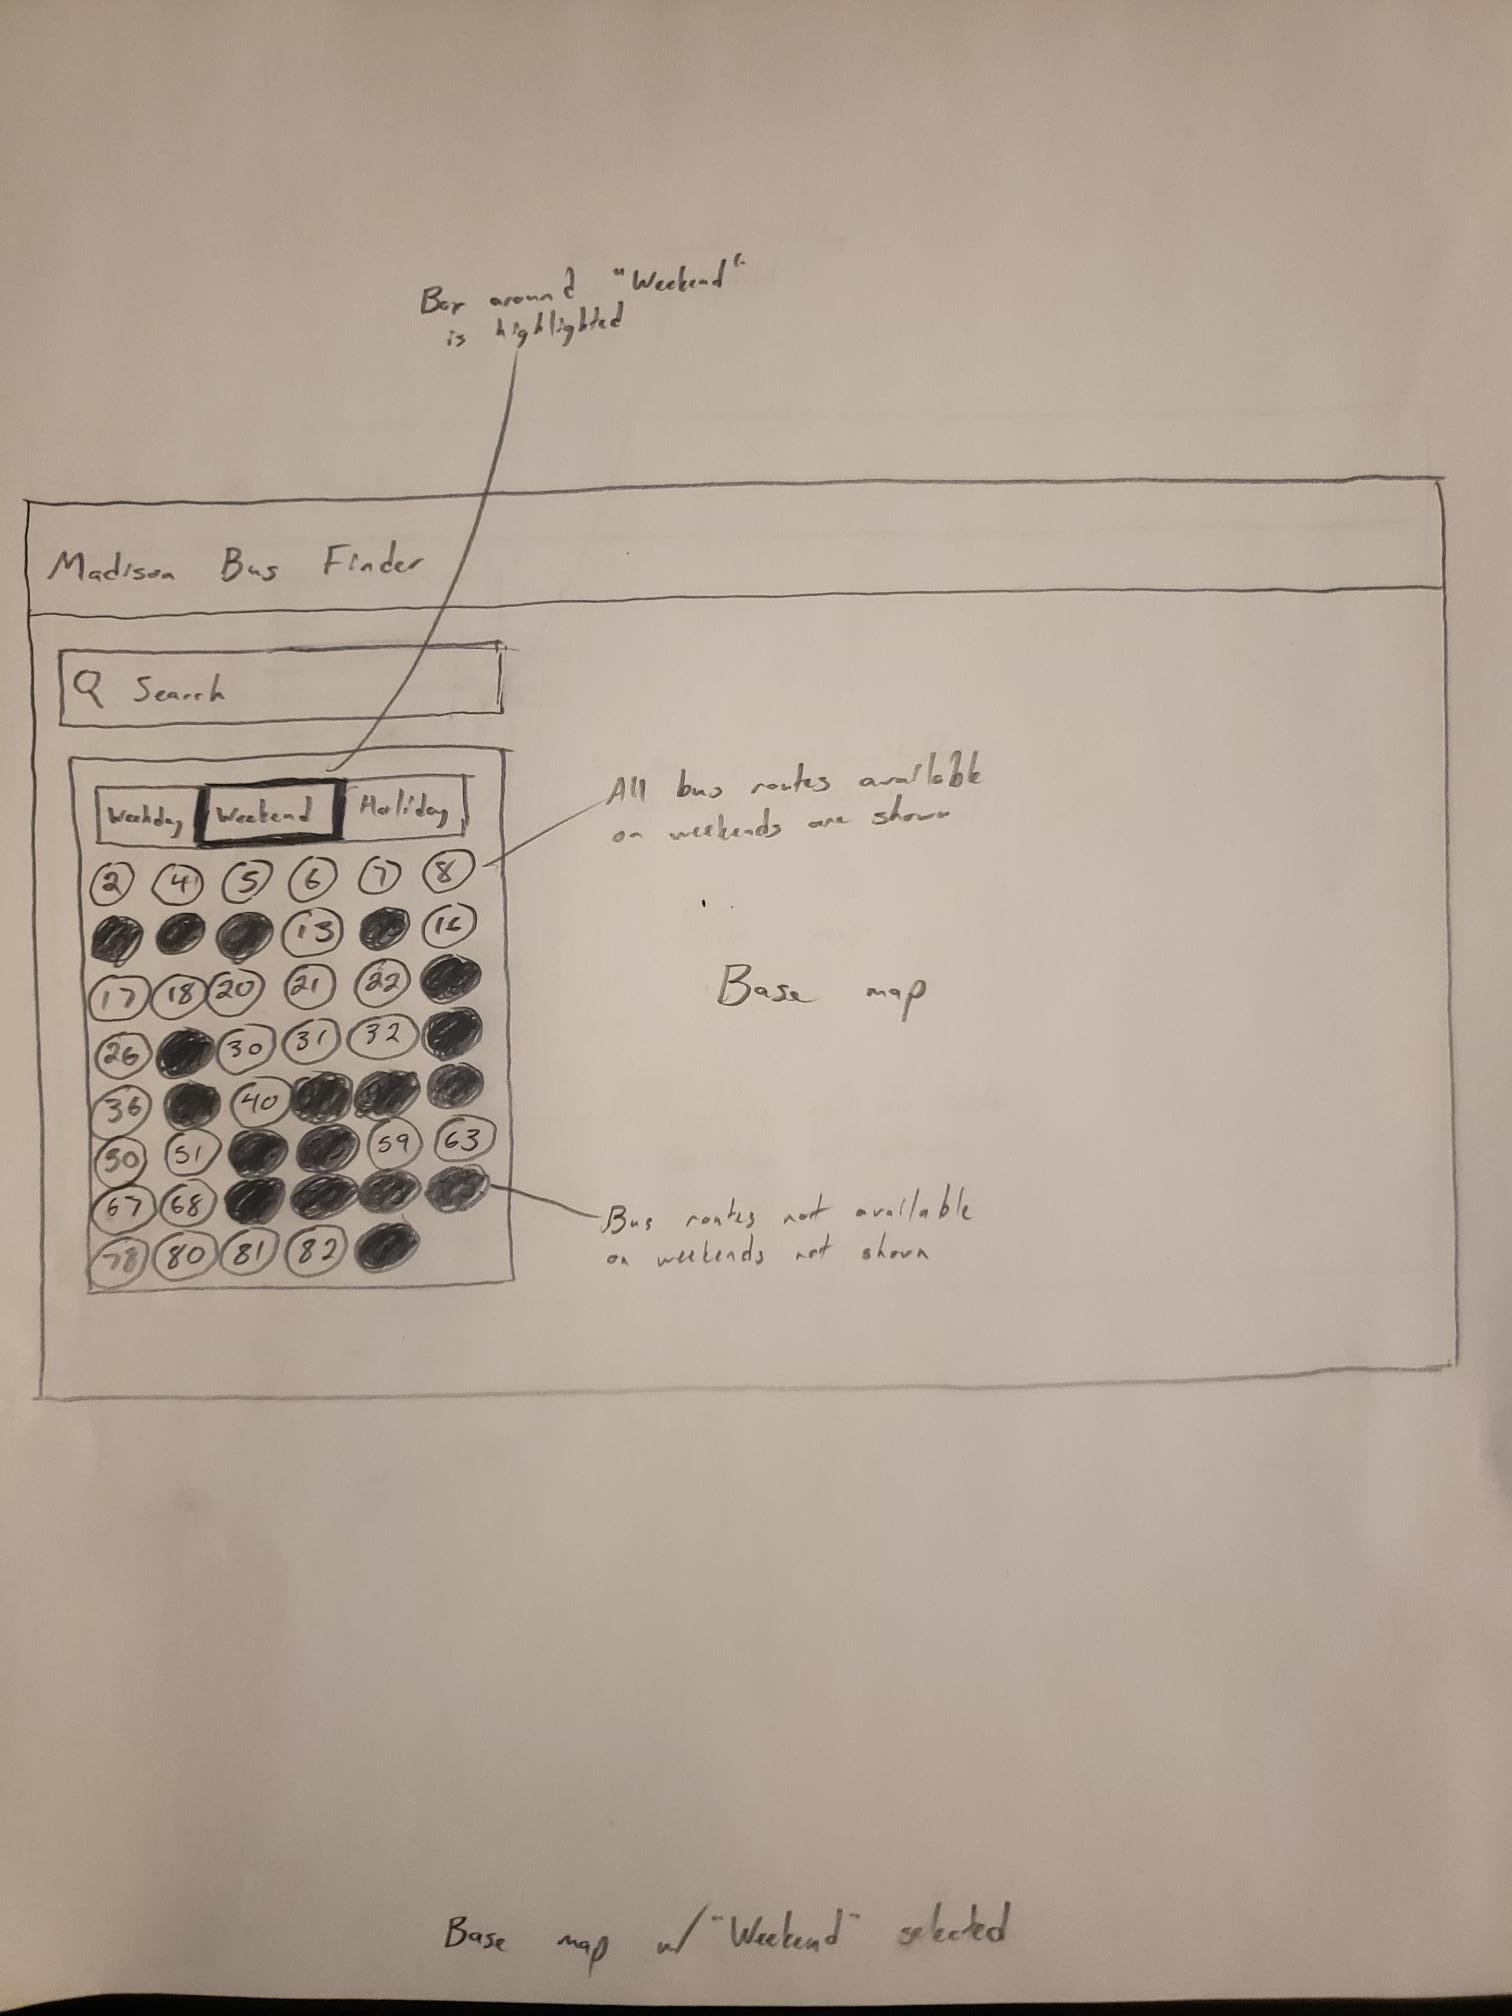 Box around "Weekend"
is highlighted
Madison Bus Finder
Search
Weekday Weekend Holiday
2 4 5 6 7 8
13 16
17 18 20 21 22
26 30 31 32
36 40
50 51 59 63
67 68
78 80 81 82
All bus routes available
on weekends are shown
Base map
Bus routes not available
on weekends not shown
Base map w/ "Weekend" selected